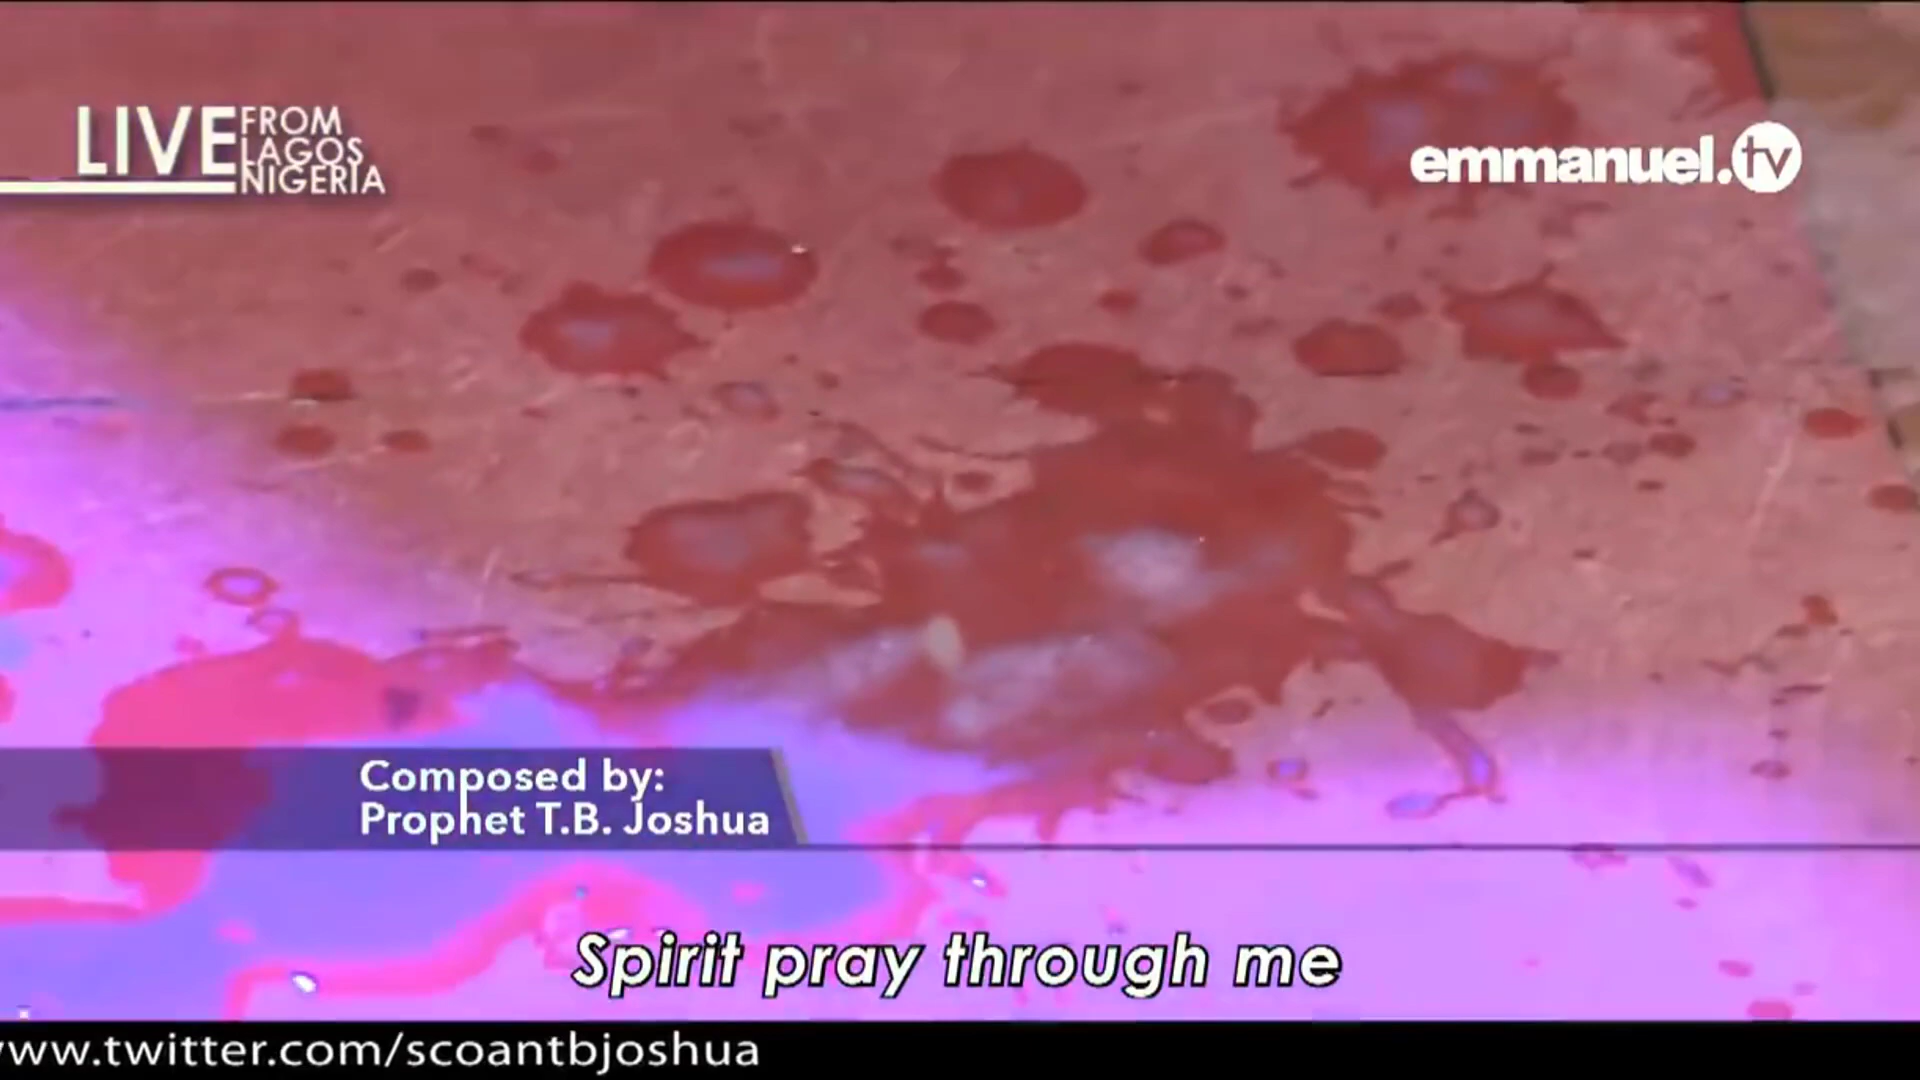 LIVE FROM
LAGOS
NIGERIA
emmanuel.tv
Composed by:
Prophet T.B. Joshua
Spirit pray through me
www.twitter.com/scoantbjoshua